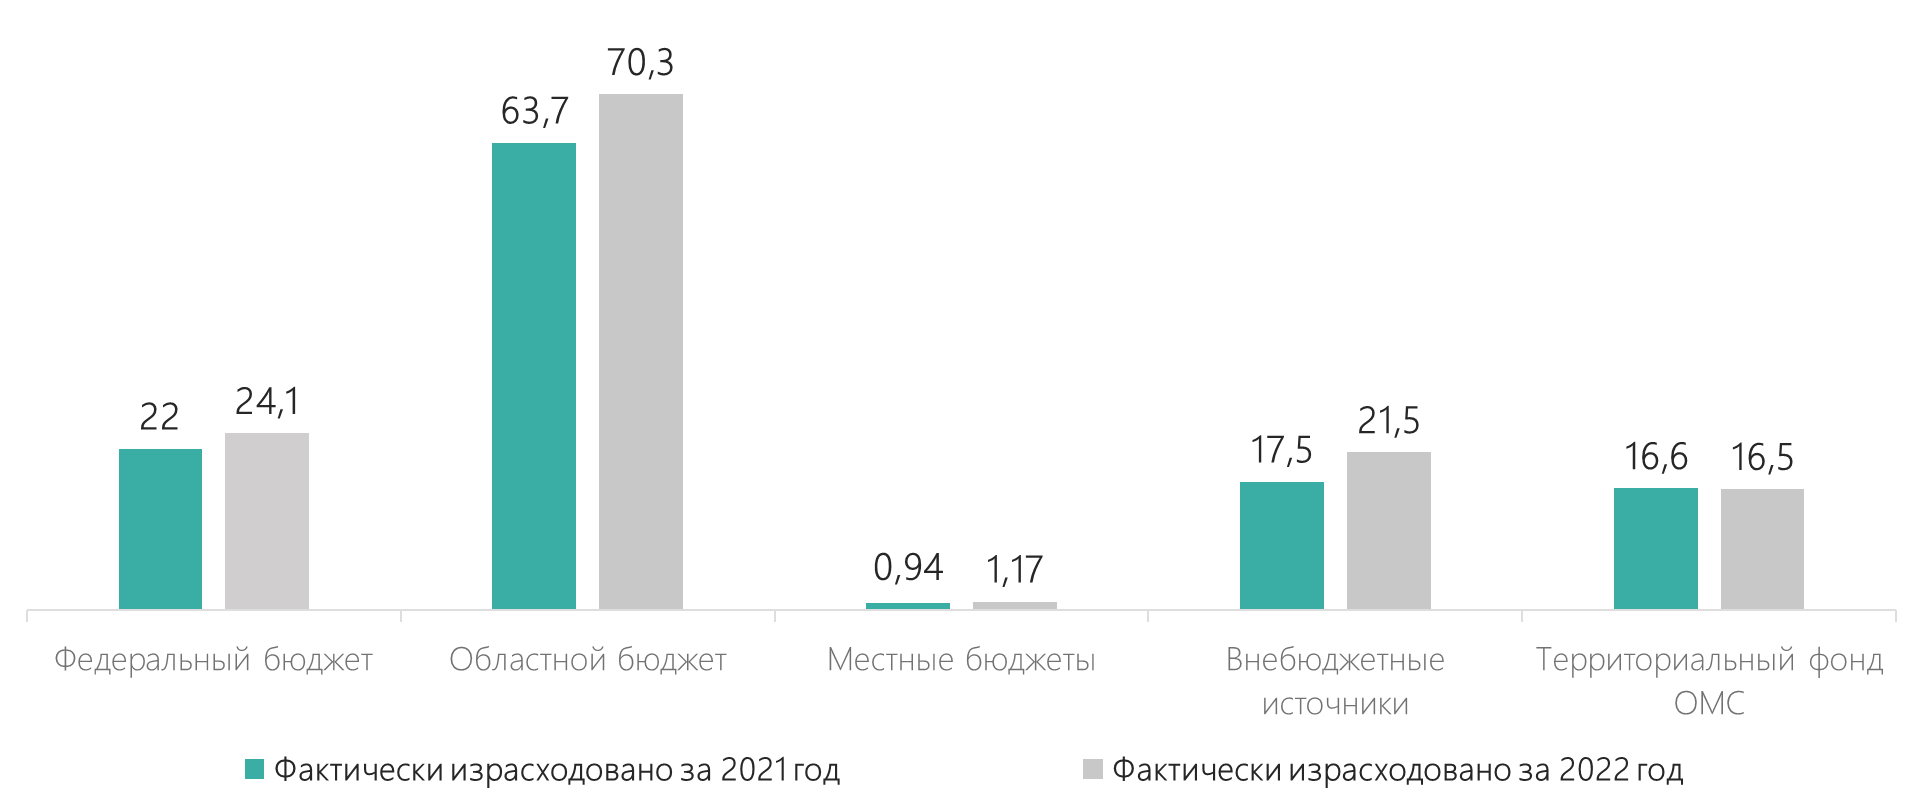 70,3
63,7
24,1
22
21,5
17,5
16,6
16,5
0,94
1,17
Федеральный бюджет
Областной бюджет
Местные бюджеты
Внебюджетные
источники
Территориальный фонд
ОМС
Фактически израсходовано за 2021 год
Фактически израсходовано за 2022 год